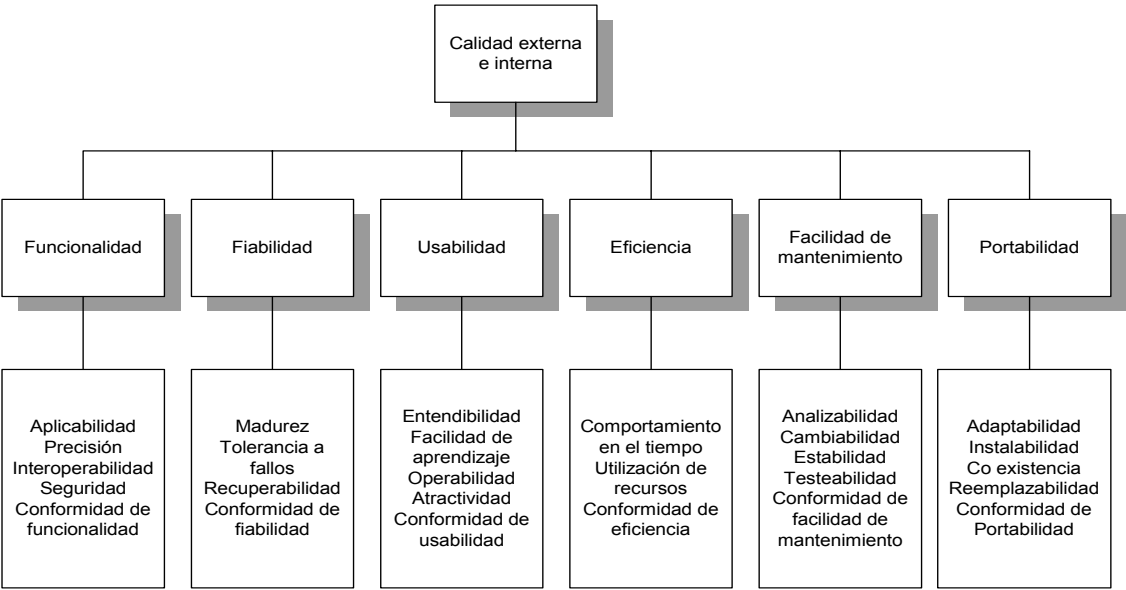 Calidad externa
e interna
Funcionalidad
Fiabilidad
Usabilidad
Eficiencia
Facilidad de
mantenimiento
Portabilidad
Aplicabilidad
Precisión
Interoperabilidad
Seguridad
Conformidad de
funcionalidad
Madurez
Tolerancia a
fallos
Recuperabilidad
Conformidad de
fiabilidad
Entendibilidad
Facilidad de
aprendizaje
Operabilidad
Atractividad
Conformidad de
usabilidad
Comportamiento
en el tiempo
Utilización de
recursos
Conformidad de
eficiencia
Analizabilidad
Cambiabilidad
Estabilidad
Testeabilidad
Conformidad de
facilidad de
mantenimiento
Adaptabilidad
Instalabilidad
Co existencia
Reemplazabilidad
Conformidad de
Portabilidad